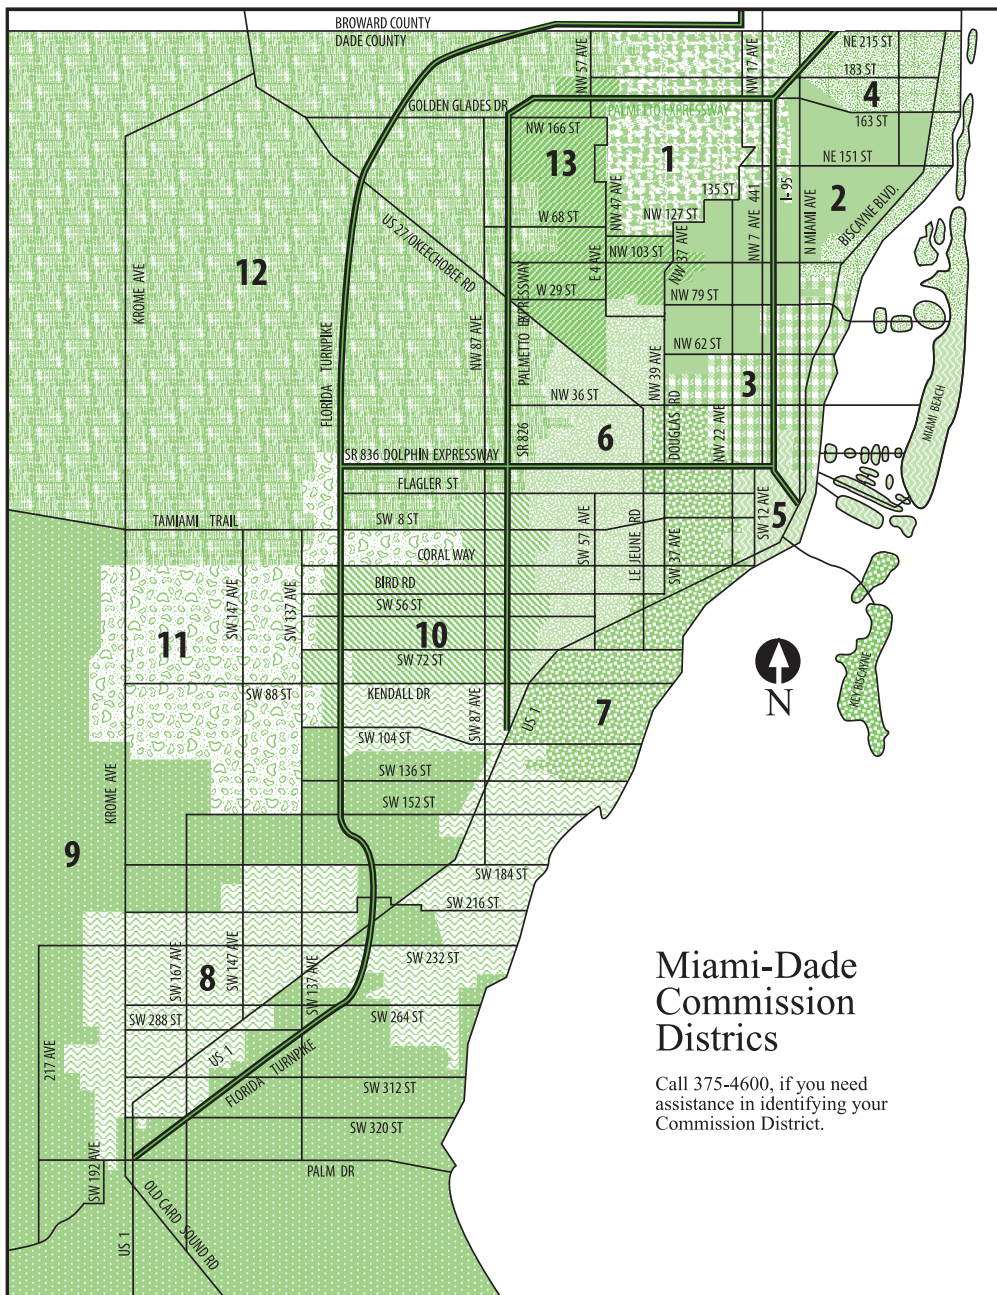 BROWARD COUNTY
DADE COUNTY
NE 215 ST
NW 57 AVE
NW 17 AVE
183 ST
4
GOLDEN GLADES DR
PALMETTO EXPRESSWAY
163 ST
NW 166 ST
13
1
NE 151 ST
I-95
135 ST
441
NW 7 AVE
N MIAMI AVE
2
BISCAYNE BLVD.
NW 47 AVE
W 68 ST
NW 127 ST
US 27/OKEECHOBEE RD
NW 103 ST
NW 37 AVE
E 4 AVE
12
KROME AVE
W 29 ST
NW 79 ST
FLORIDA TURNPIKE
NW 87 AVE
PALMETTO EXPRESSWAY
NW 62 ST
NW 39 AVE
3
NW 36 ST
DOUGLAS RD
NW 22 AVE
MIAMI BEACH
SR 826
6
SR 836 DOLPHIN EXPRESSWAY
FLAGLER ST
SW 12 AVE
5
TAMIAMI TRAIL
SW 8 ST
SW 57 AVE
LE JEUNE RD
SW 37 AVE
CORAL WAY
BIRD RD
SW 147 AVE
SW 137 AVE
SW 56 ST
10
11
SW 72 ST
N
KEY BISCAYNE
SW 88 ST
KENDALL DR
SW 87 AVE
US 1
7
SW 104 ST
SW 136 ST
KROME AVE
SW 152 ST
9
SW 184 ST
SW 216 ST
SW 167 AVE
SW 147 AVE
SW 137 AVE
SW 232 ST
8
SW 288 ST
SW 264 ST
217 AVE
US 1
FLORIDA TURNPIKE
SW 312 ST
SW 320 ST
SW 192 AVE
PALM DR
OLD CARD SOUND RD
US 1
Miami-Dade
Commission
Districs
Call 375-4600, if you need
assistance in identifying your
Commission District.